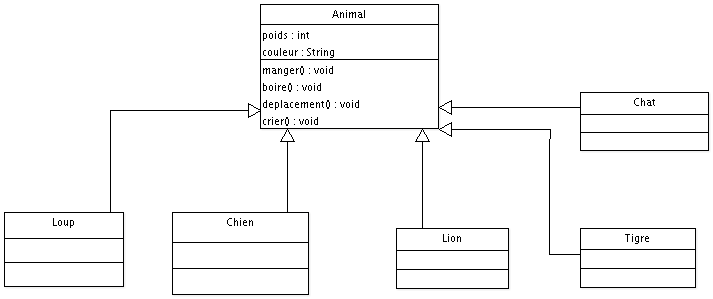 Animal
poids : int
couleur : String
manger() : void
boire() : void
deplacement() : void
crier() : void
Chat
Loup
Chien
Lion
Tigre